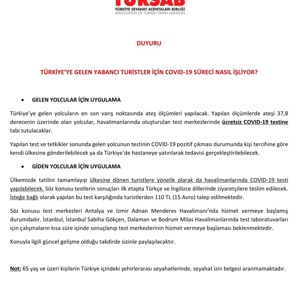 TÜRSAB
TÜRKİYE SEYAHAT ACENTALARI BİRLİĞİ
ASSOCIATION OF TURKISH TRAVEL AGENCIES
DUYURU
TÜRKİYE'YE GELEN YABANCI TURİSTLER İÇİN COVID-19 SÜRECİ NASIL İŞLİYOR?
• GELEN YOLCULAR İÇİN UYGULAMA
Türkiye'ye gelen yolcuların en son varış noktasında ateş ölçümleri yapılacak. Yapılan ölçümlerde ateşi 37,8
derecenin üzerinde olan yolcular, havalimanlarında oluşturulan test merkezlerinde ücretsiz COVID-19 testine
tabi tutulacaklar.
Yapılan test ve tetkikler sonunda gelen yolcunun testinin COVID-19 pozitif çıkması durumunda kişi tercihine göre
kendi ülkesine gönderilebilecek ya da Türkiye'de hastaneye yatırılarak tedavisi gerçekleştirilebilecek.
• GİDEN YOLCULAR İÇİN UYGULAMA
Ülkemizde tatilini tamamlayıp ülkesine dönen turistlere yönelik olarak da havalimanlarında COVID-19 testi
yapılabilecek. Söz konusu testlerin sonuçları ilk etapta Türkçe ve İngilizce dillerinde ziyaretçilere teslim edilecek.
İsteğe bağlı olarak yapılan bu test karşılığında turistlerden 110 TL (15 Avro) talep edilmektedir.
Söz konusu test merkezleri Antalya ve İzmir Adnan Menderes Havalimanı'nda hizmet vermeye başlamış
durumdadır. İstanbul, İstanbul Sabiha Gökçen, Dalaman ve Bodrum Milas Havalimanlarında test laboratuvarları
için çalışmaların kısa süre içinde sonuçlanıp test merkezlerinin hizmet vermeye başlaması beklenmektedir.
Konuyla ilgili güncel gelişme olduğu takdirde sizinle paylaşılacaktır.
Not: 65 yaş ve üzeri kişilerin Türkiye içindeki şehirlerarası seyahatlerinde, seyahat izin belgesi aranmamaktadır.